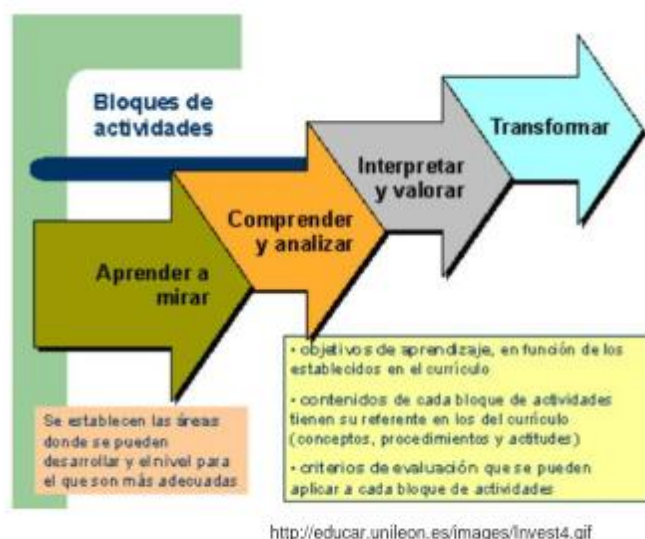 Bloques de
actividades
Transformar
Interpretar
y valorar
Comprender
y analizar
Aprender a
mirar
• objetivos de aprendizaje, en función de los
establecidos en el currículo
• contenidos de cada bloque de actividades
tienen su referente en los del currículo
(conceptos, procedimientos y actitudes)
• criterios de evaluación que se pueden
aplicar a cada bloque de actividades
Se establecen las áreas
donde se pueden
desarrollar y el nivel para
el que son más adecuadas
http://educar.unileon.es/images/Invest4.gif